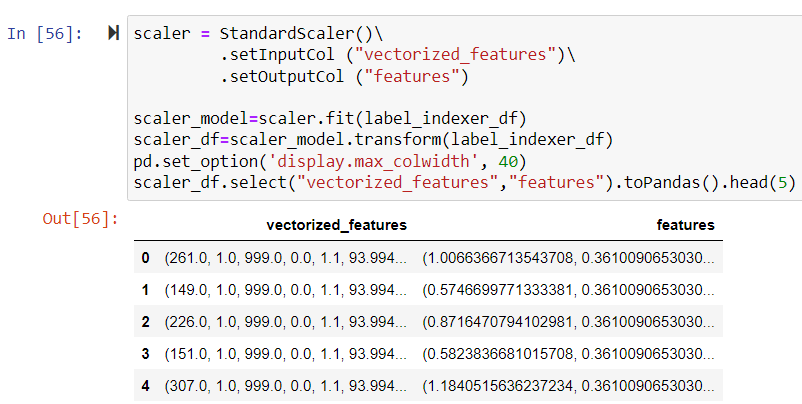 In [56]: scaler = StandardScaler()\
.setInputCol ("vectorized_features")\
.setOutputCol ("features")
scaler_model=scaler.fit(label_indexer_df)
scaler_df=scaler_model.transform(label_indexer_df)
pd.set_option('display.max_colwidth', 40)
scaler_df.select("vectorized_features","features").toPandas().head(5)
Out[56]:
vectorized_features features
0 (261.0, 1.0, 999.0, 0.0, 1.1, 93.994... (1.0066366713543708, 0.3610090653030...
1 (149.0, 1.0, 999.0, 0.0, 1.1, 93.994... (0.5746699771333381, 0.3610090653030...
2 (226.0, 1.0, 999.0, 0.0, 1.1, 93.994... (0.8716470794102981, 0.3610090653030...
3 (151.0, 1.0, 999.0, 0.0, 1.1, 93.994... (0.5823836681015708, 0.3610090653030...
4 (307.0, 1.0, 999.0, 0.0, 1.1, 93.994... (1.1840515636237234, 0.3610090653030...